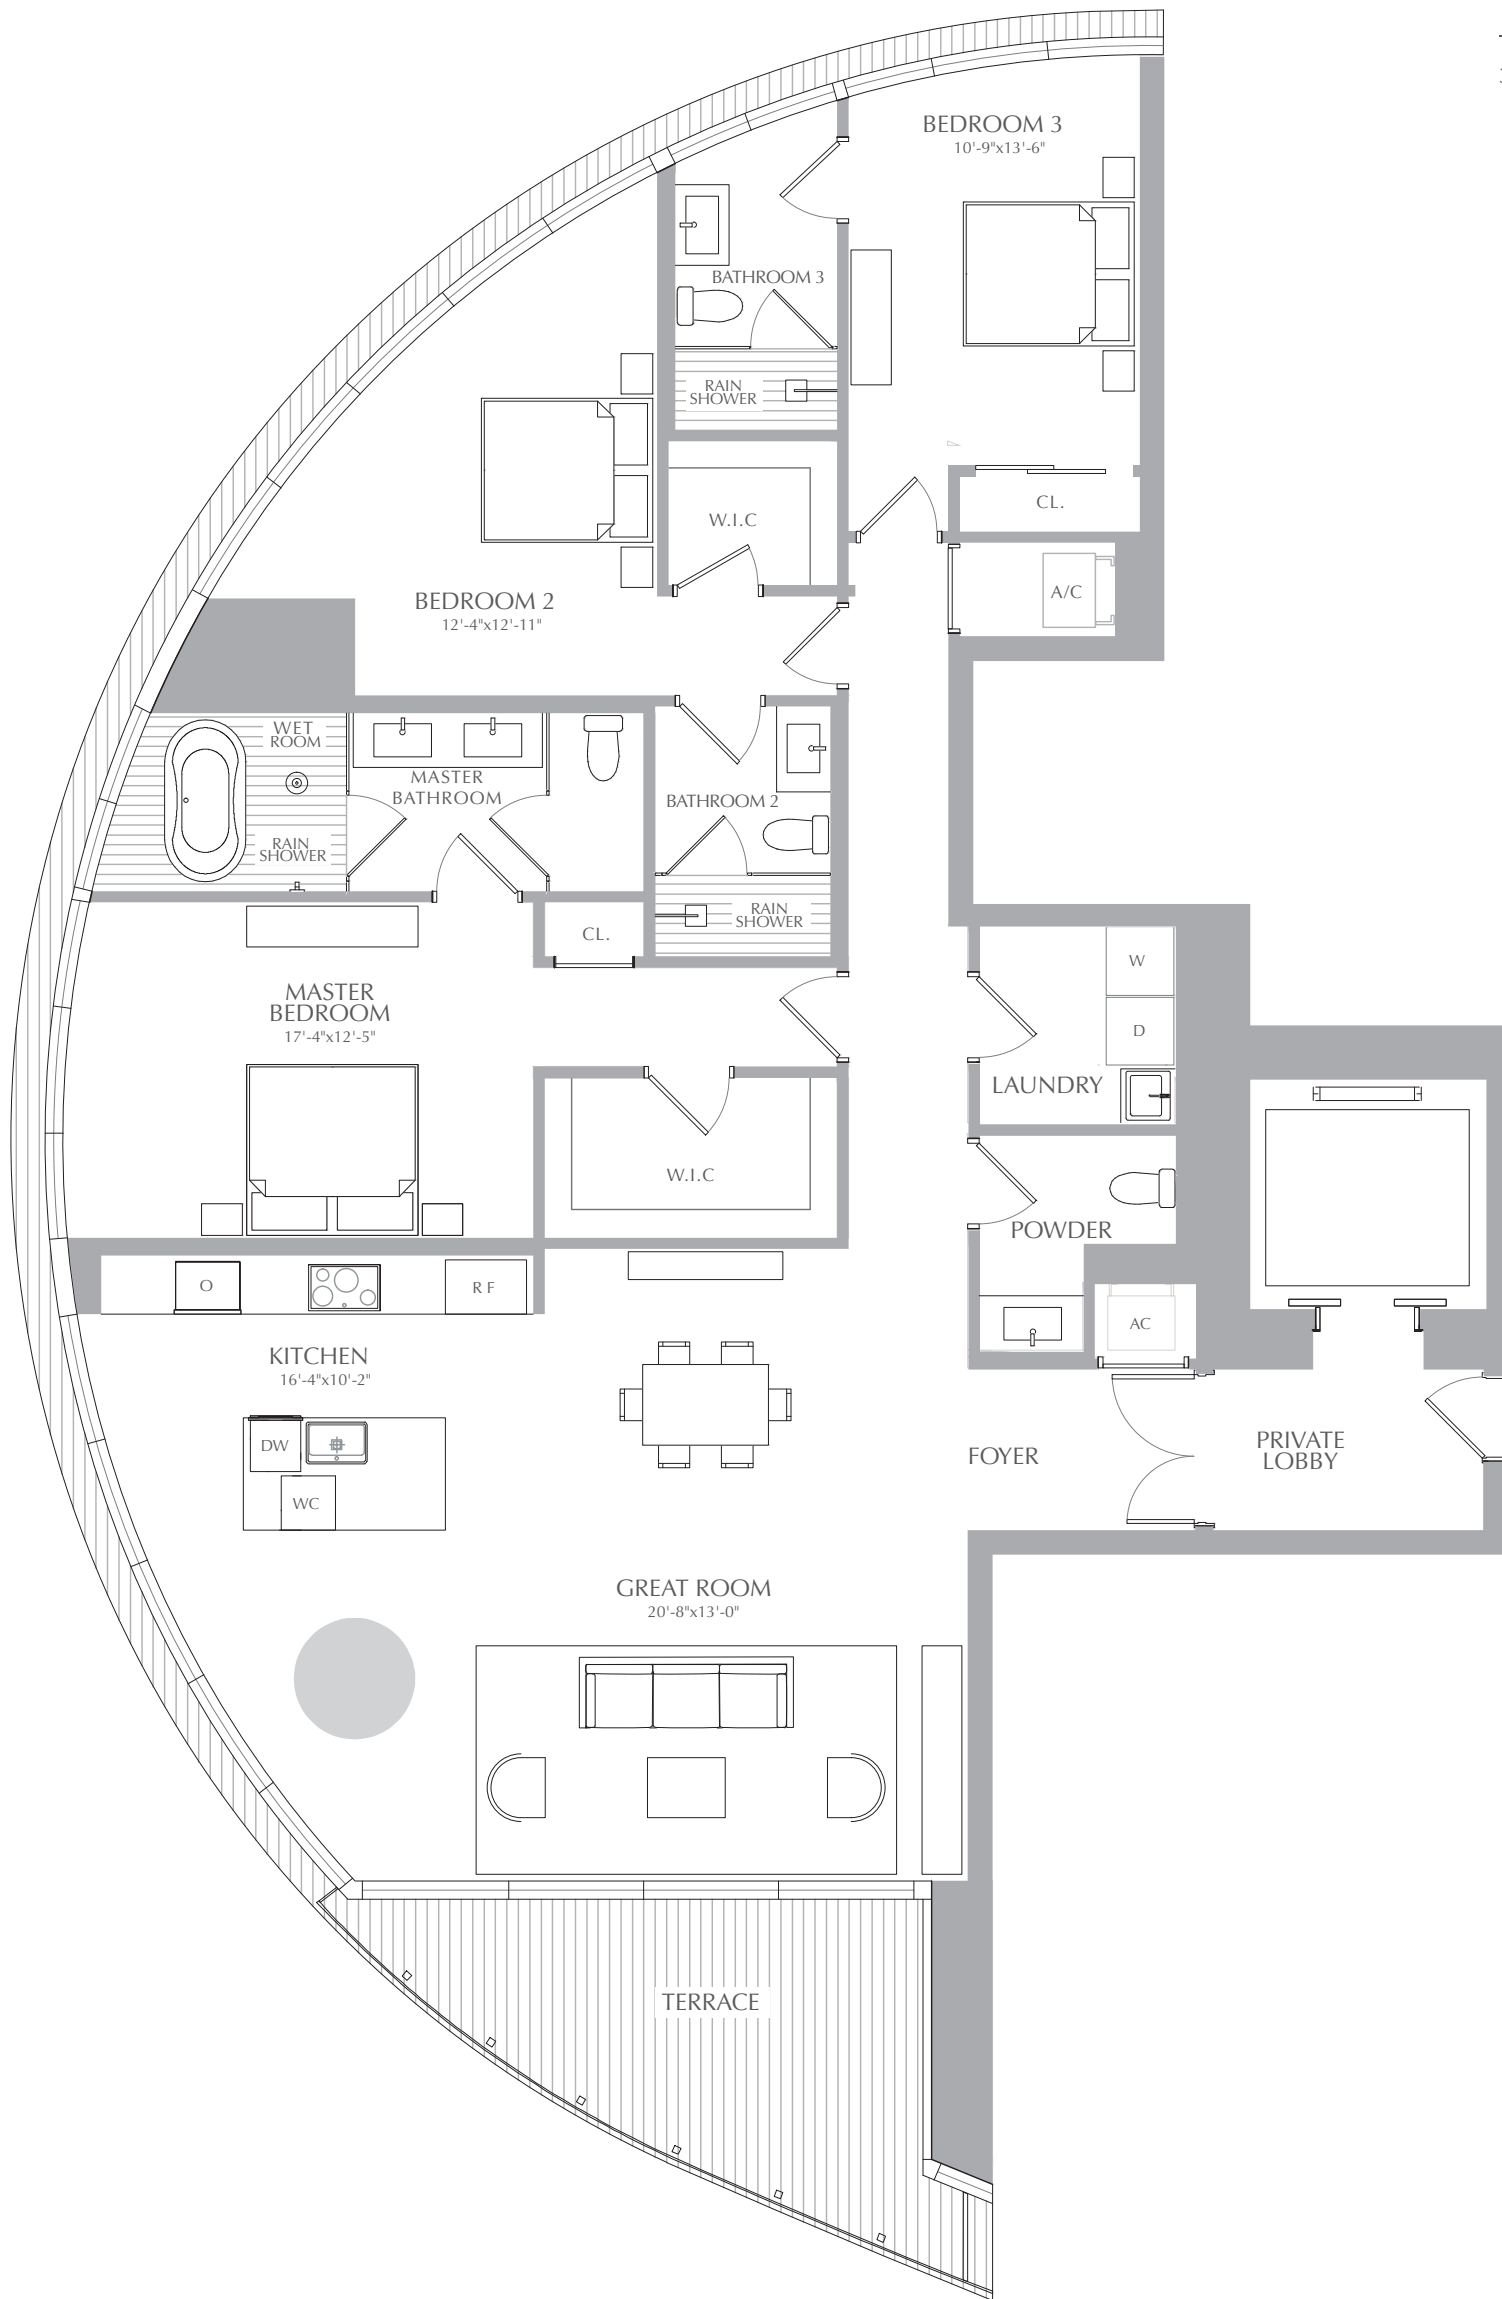 BEDROOM 3
10'-9"x13'-6"
BATHROOM 3
RAIN
SHOWER
W.I.C
CL.
A/C
BEDROOM 2
12'-4"x12'-11"
WET
ROOM
MASTER
BATHROOM
RAIN
SHOWER
BATHROOM 2
RAIN
SHOWER
CL.
W
D
LAUNDRY
MASTER
BEDROOM
17'-4"x12'-5"
W.I.C
POWDER
O
RF
AC
KITCHEN
16'-4"x10'-2"
DW
WC
FOYER
PRIVATE
LOBBY
GREAT ROOM
20'-8"x13'-0"
TERRACE